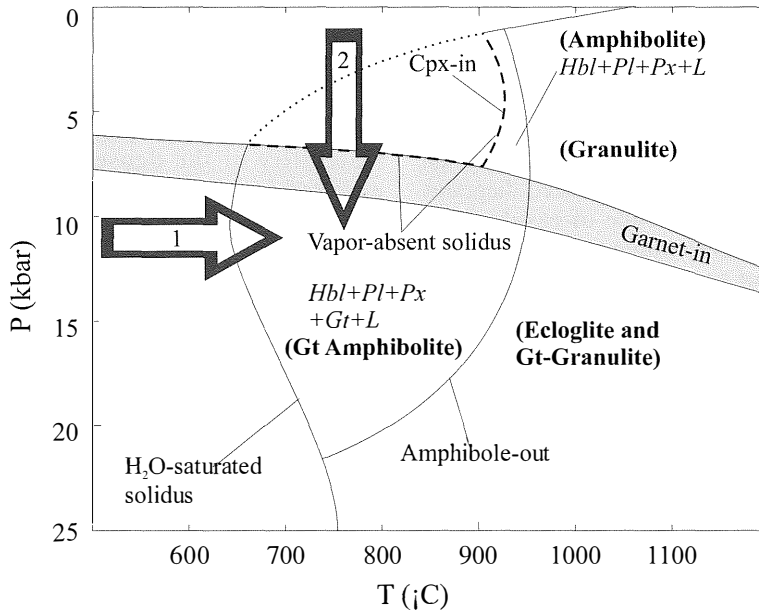 0
5
10
15
20
25
P (kbar)
600
700
800
900
1000
1100
T (¡C)
1
2
Cpx-in
(Amphibolite)
Hbl+Pl+Px+L
(Granulite)
Garnet-in
Vapor-absent solidus
Hbl+Pl+Px
+Gt+L
(Gt Amphibolite)
(Ecloglite and
Gt-Granulite)
Amphibole-out
H₂O-saturated
solidus